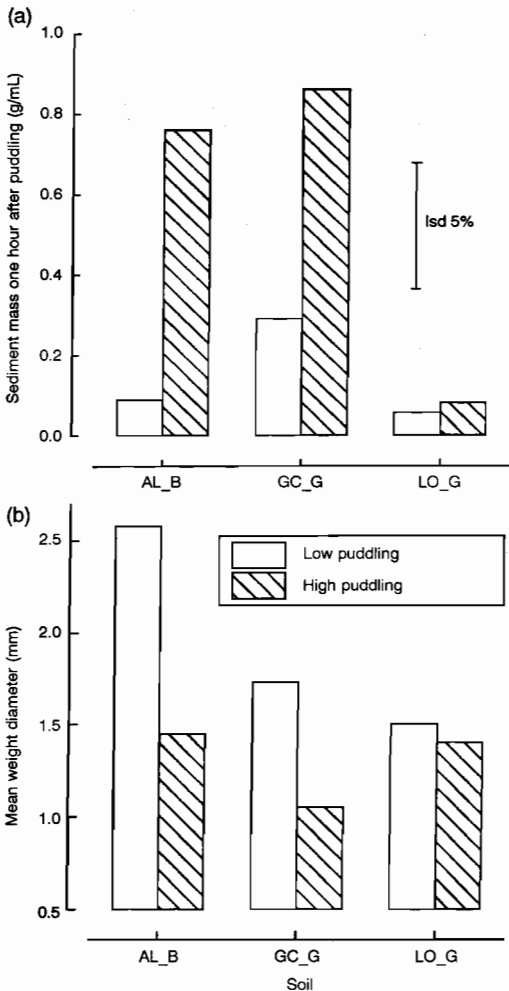 (a)
Sediment mass one hour after puddling (g/mL)
1.0
0.8
0.6
0.4
0.2
0.0
lsd 5%
AL_B GC_G LO_G
(b)
Mean weight diameter (mm)
2.5
2.0
1.5
1.0
0.5
Low puddling
High puddling
AL_B GC_G LO_G
Soil